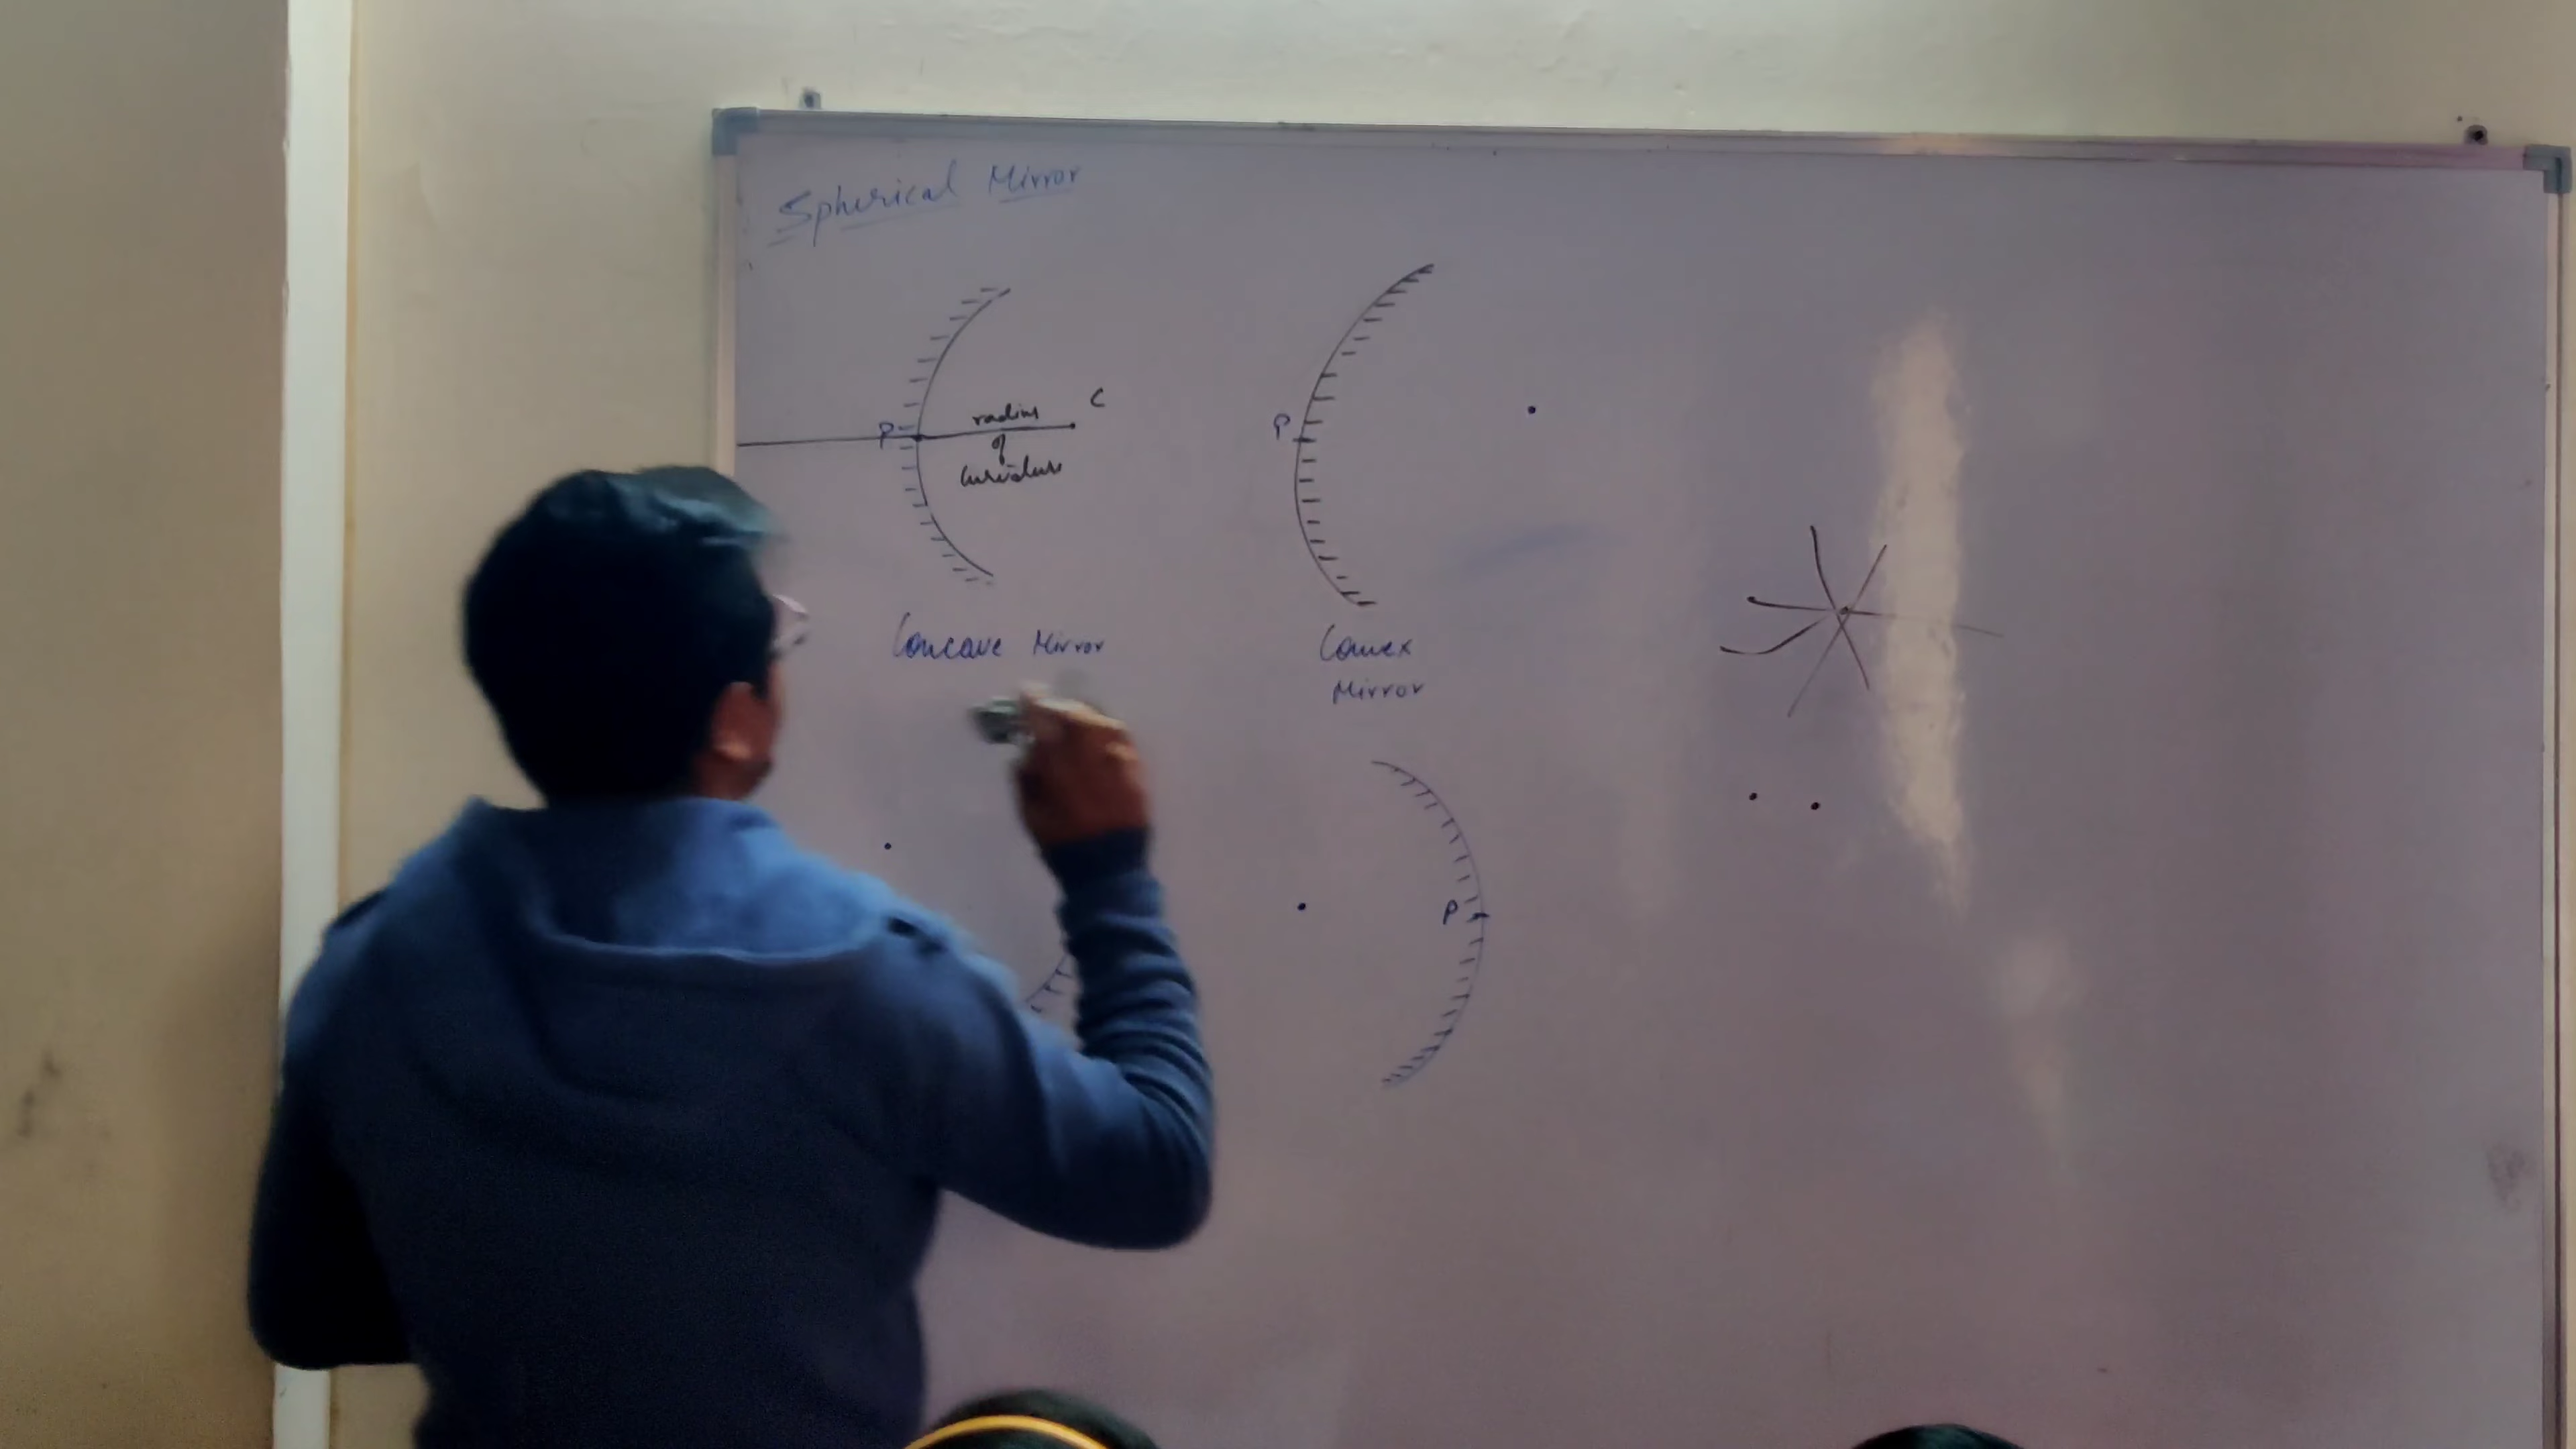 Spherical Mirror
C
radius
P
of
curvature
P
Concave Mirror
Convex
Mirror
P